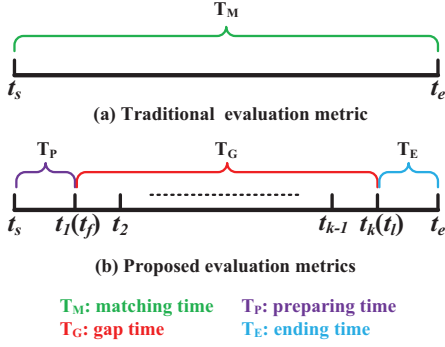 T_M
t_s t_e
(a) Traditional evaluation metric
T_P T_G T_E
t_s t_1(t_f) t_2 t_{k-1} t_k(t_l) t_e
(b) Proposed evaluation metrics
T_M: matching time T_P: preparing time
T_G: gap time T_E: ending time